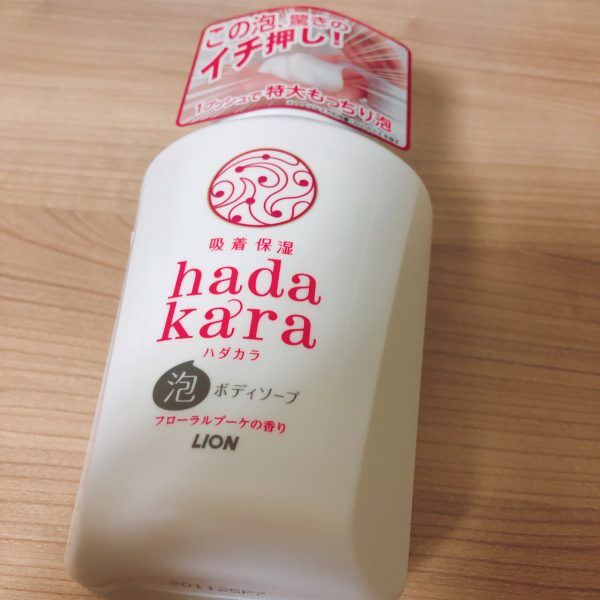 この泡、驚きの
イチ押し!
1プッシュで特大もっちり泡
吸着保湿
hada
kara
ハダカラ
泡 ボディソープ
フローラルブーケの香り
LION